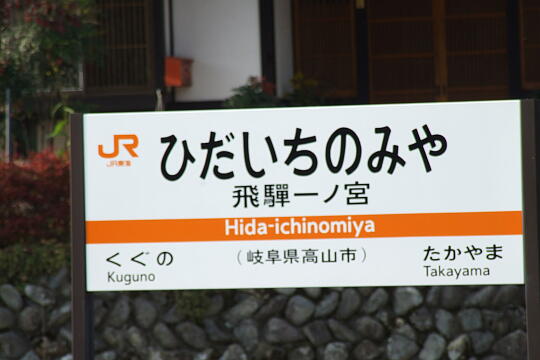 JR
JR東海
ひだいちのみや
飛騨一ノ宮
Hida-ichinomiya
くぐの
Kuguno
(岐阜県高山市)
たかやま
Takayama